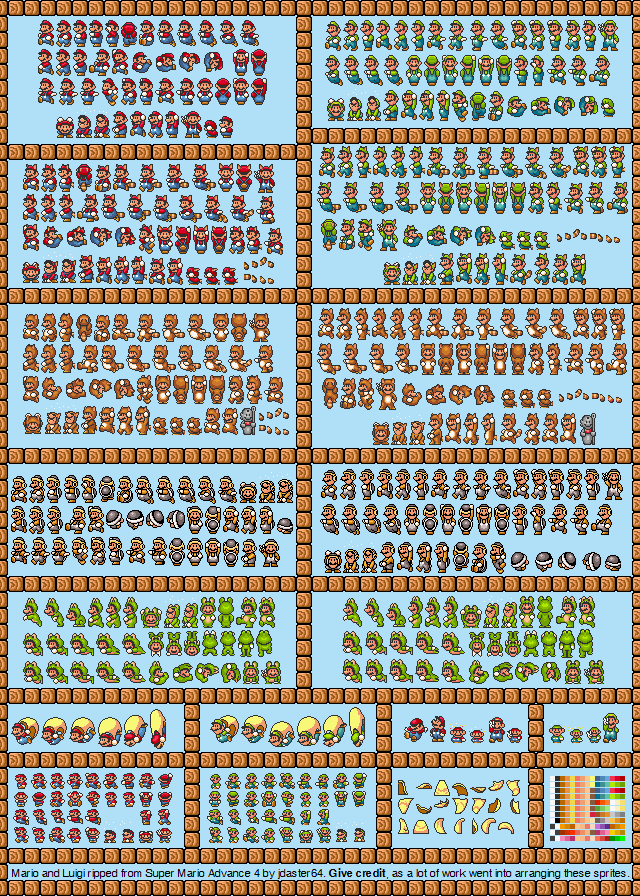 Mario and Luigi ripped from Super Mario Advance 4 by jdaster64. Give credit, as a lot of work went into arranging these sprites.